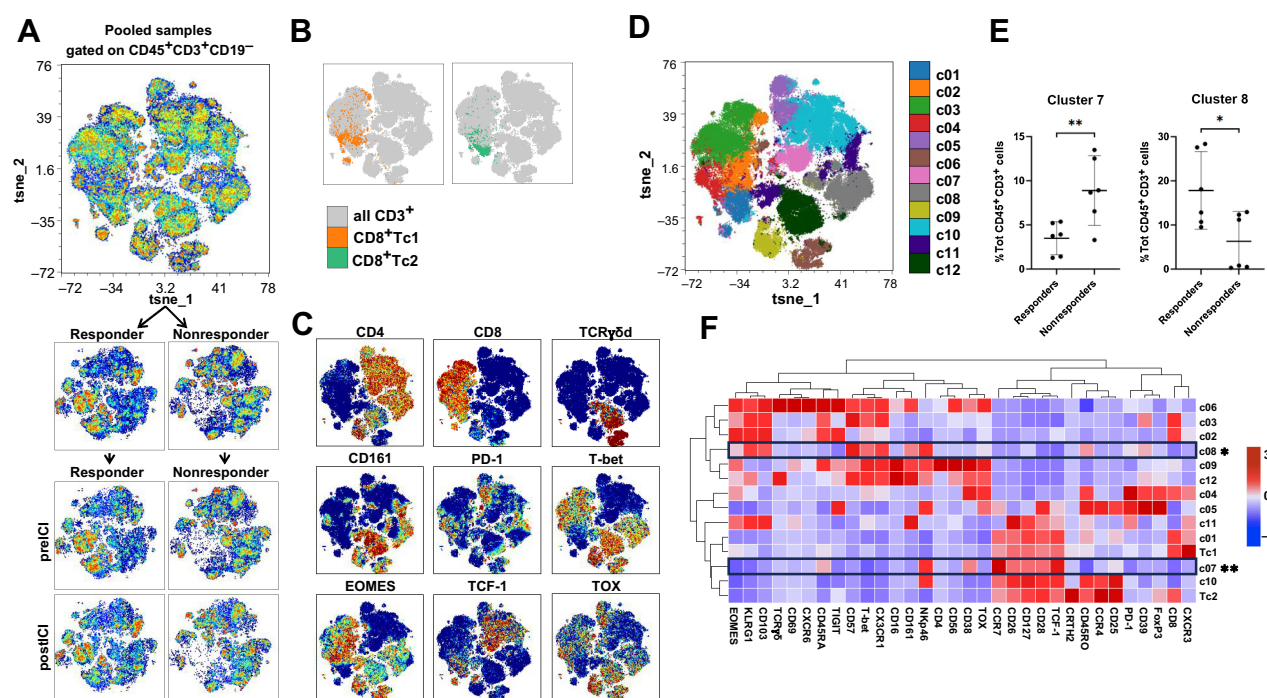 A
Pooled samples
gated on CD45⁺CD3⁺CD19⁻
76
39
1.6
−35
−72
tsne_2
−72
−34
3.2
41
78
tsne_1
Responder
Nonresponder
Responder
Nonresponder
preICI
postICI
B
all CD3⁺
CD8⁺Tc1
CD8⁺Tc2
C
CD4
CD8
TCRγδd
CD161
PD-1
T-bet
EOMES
TCF-1
TOX
D
76
39
1.6
−35
−72
tsne_2
−72
−34
3.2
41
78
tsne_1
c01
c02
c03
c04
c05
c06
c07
c08
c09
c10
c11
c12
E
Cluster 7
**
15
10
5
0
% Tot CD45⁺ CD3⁺ cells
Responders
Nonresponders
Cluster 8
*
30
20
10
0
% Tot CD45⁺ CD3⁺ cells
Responders
Nonresponders
F
c06
c03
c02
c08 *
c09
c12
c04
c05
c11
c01
Tc1
c07 **
c10
Tc2
EOMES
KLRG1
CD103
TCRγδ
CD69
CXCR6
CD45RA
TIGIT
CD57
T-bet
CX3CR1
CD16
CD161
NKp46
CD4
CD56
CD38
TOX
CCR7
CD26
CD127
CD28
TCF-1
CRTH2
CD45RO
CCR4
CD25
PD-1
CD39
FoxP3
CD8
CXCR3
3
0
−